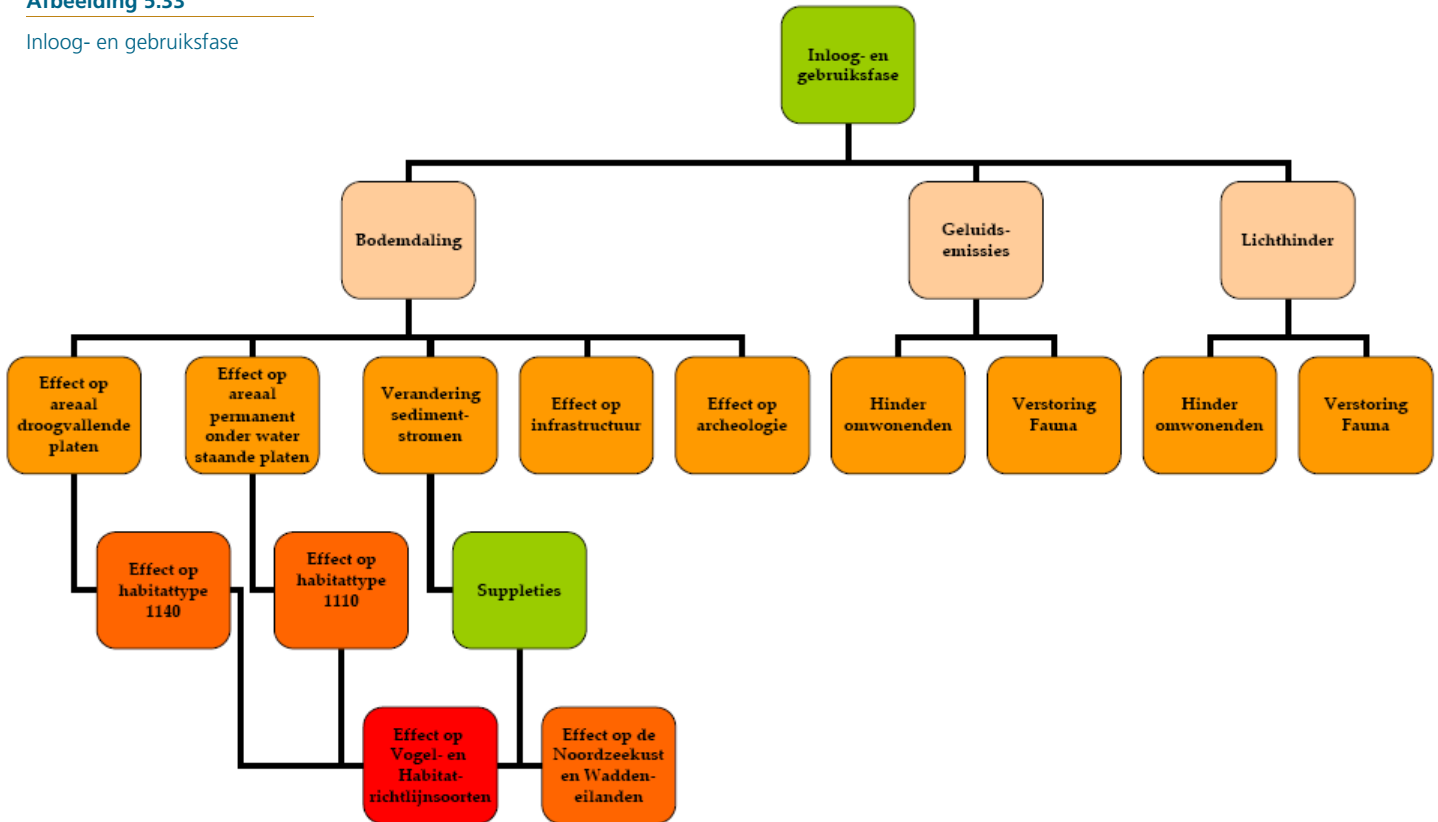 Afbeelding 5.33
Inloog- en gebruiksfase
Inloog- en
gebruiksfase
Bodemdaling
Geluids-
emissies
Lichthinder
Effect op
areaal
droogvallende
platen
Effect op
areaal
permanent
onder water
staande platen
Verandering
sediment-
stromen
Effect op
infrastructuur
Effect op
archeologie
Hinder
omwonenden
Verstoring
Fauna
Hinder
omwonenden
Verstoring
Fauna
Effect op
habitattype
1140
Effect op
habitattype
1110
Suppleties
Effect op
Vogel- en
Habitat-
richtlijnsoorten
Effect op de
Noordzeekust
en Wadden-
eilanden